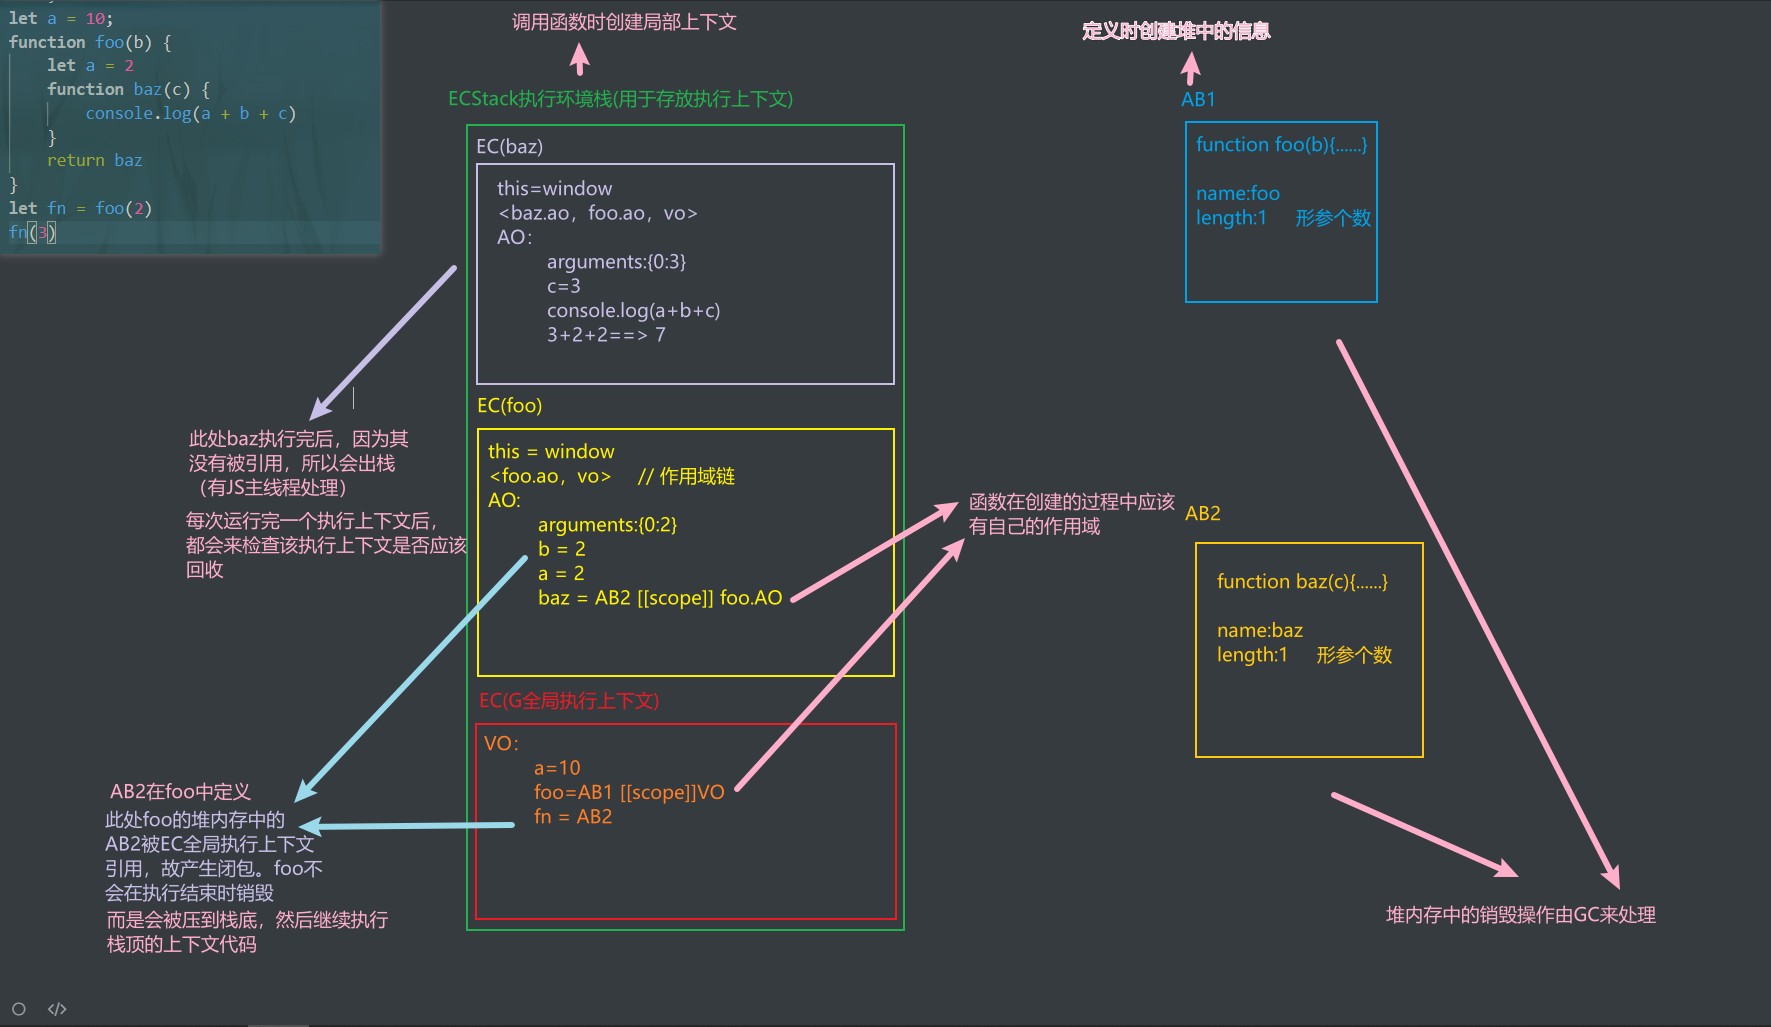 let a = 10;
function foo(b) {
    let a = 2
    function baz(c) {
        console.log(a + b + c)
    }
    return baz
}
let fn = foo(2)
fn(3)
调用函数时创建局部上下文
ECStack执行环境栈(用于存放执行上下文)
EC(baz)
this=window
<baz.ao，foo.ao，vo>
AO：
arguments:{0:3}
c=3
console.log(a+b+c)
3+2+2==> 7
EC(foo)
this = window
<foo.ao，vo> // 作用域链
AO:
arguments:{0:2}
b = 2
a = 2
baz = AB2 [[scope]] foo.AO
EC(G全局执行上下文)
VO：
a=10
foo=AB1 [[scope]]VO
fn = AB2
此处baz执行完后，因为其
没有被引用，所以会出栈
（有JS主线程处理）
每次运行完一个执行上下文后，
都会来检查该执行上下文是否应该
回收
AB2在foo中定义
此处foo的堆内存中的
AB2被EC全局执行上下文
引用，故产生闭包。foo不
会在执行结束时销毁
而是会被压到栈底，然后继续执行
栈顶的上下文代码
函数在创建的过程中应该
有自己的作用域
定义时创建堆中的信息
AB1
function foo(b){......}
name:foo
length:1 形参个数
AB2
function baz(c){......}
name:baz
length:1 形参个数
堆内存中的销毁操作由GC来处理